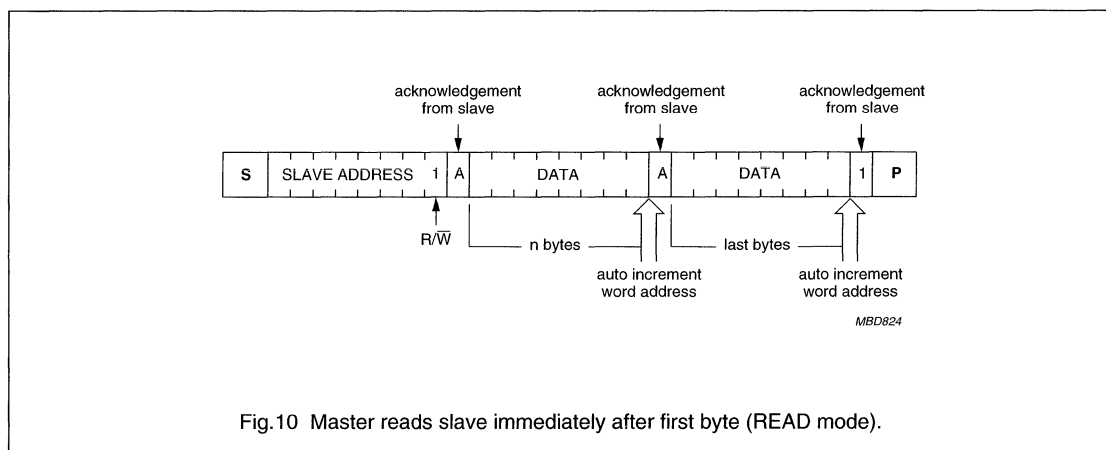 acknowledgement acknowledgement acknowledgement
from slave from slave from slave
S SLAVE ADDRESS 1 A DATA A DATA 1 P
R/W̅ n bytes last bytes
auto increment auto increment
word address word address
MBD824
Fig.10 Master reads slave immediately after first byte (READ mode).